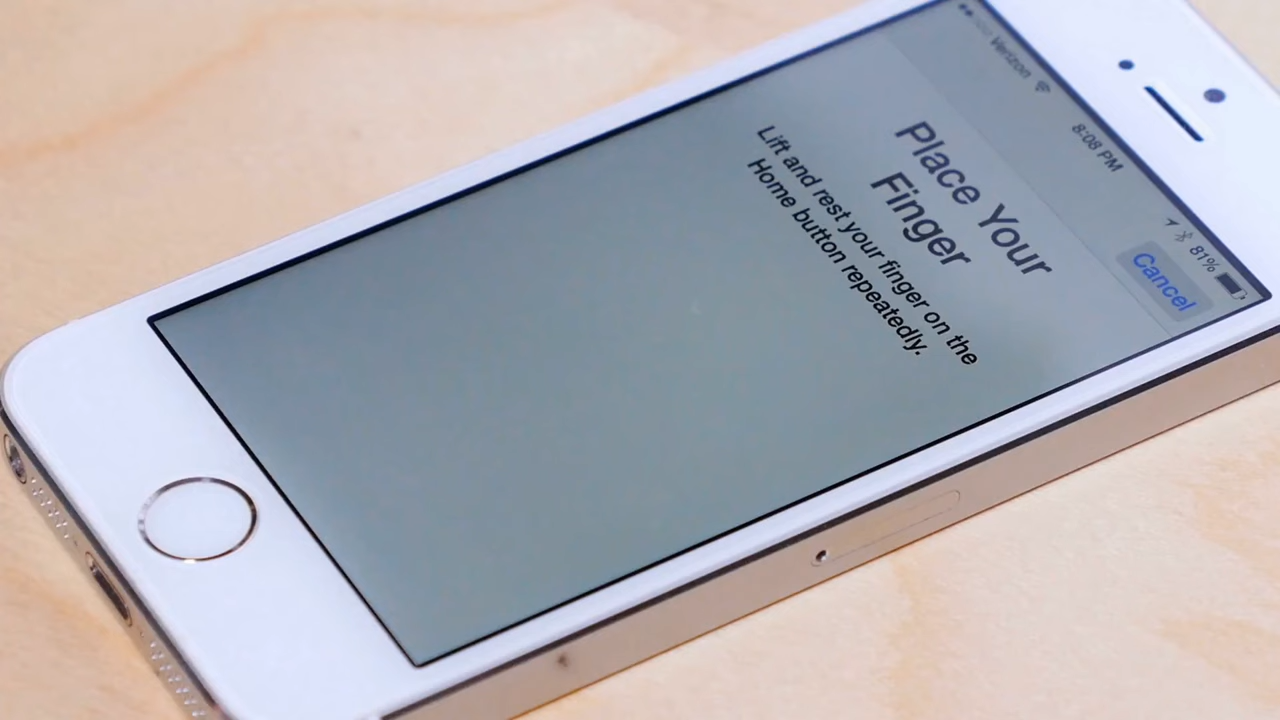 Verizon 8:08 PM 81%
Cancel
Place Your
Finger
Lift and rest your finger on the
Home button repeatedly.